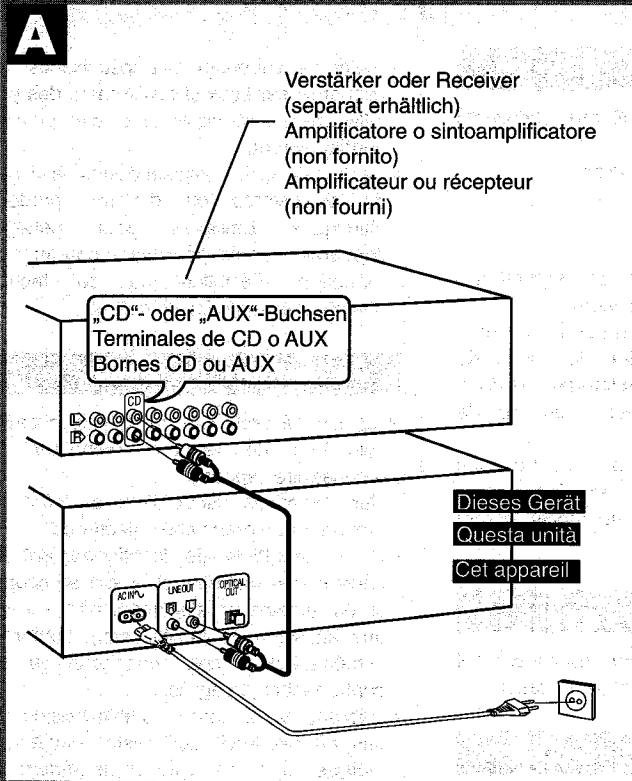 A
Verstärker oder Receiver
(separat erhältlich)
Amplificatore o sintoamplificatore
(non fornito)
Amplificateur ou récepteur
(non fourni)
„CD“- oder „AUX“-Buchsen
Terminales de CD o AUX
Bornes CD ou AUX
CD
L
R
Dieses Gerät
Questa unità
Cet appareil
AC IN
LINE OUT
OPTICAL
OUT
R
L